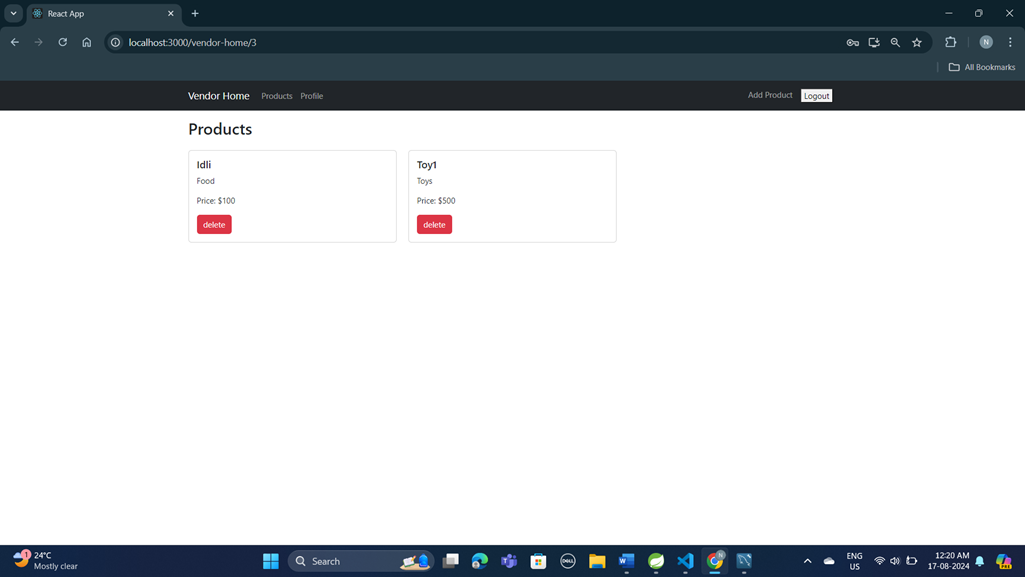 React App
localhost:3000/vendor-home/3
N
All Bookmarks
Vendor Home Products Profile Add Product Logout
Products
Idli
Food
Price: $100
delete
Toy1
Toys
Price: $500
delete
1
24°C
Mostly clear
Search
DELL
W
N
ENG
US
12:20 AM
17-08-2024